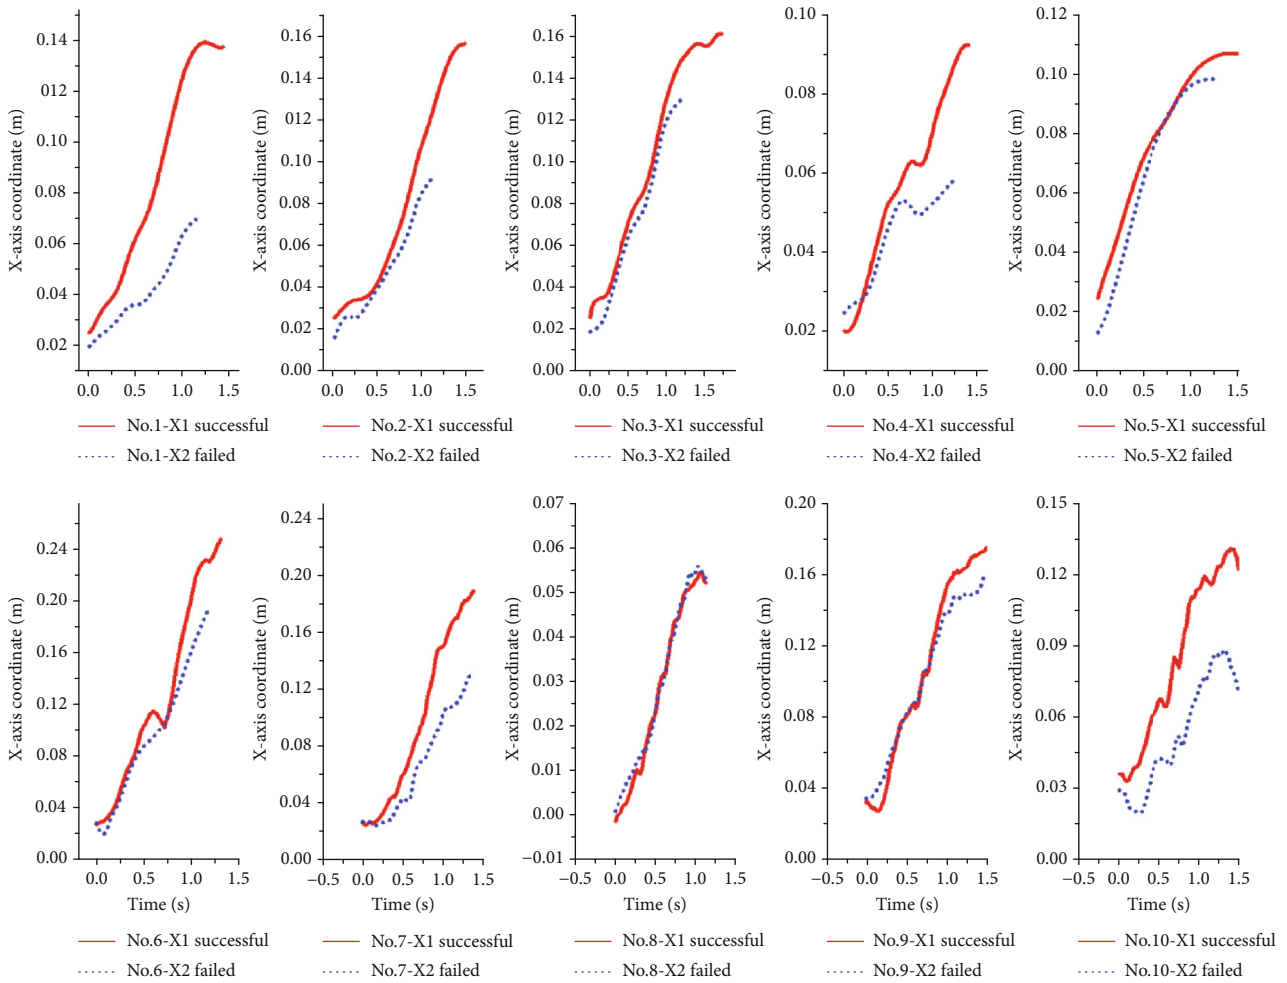 X-axis coordinate (m)
0.14
0.12
0.10
0.08
0.06
0.04
0.02
0.0 0.5 1.0 1.5
No.1-X1 successful
No.1-X2 failed
X-axis coordinate (m)
0.16
0.14
0.12
0.10
0.08
0.06
0.04
0.02
0.00
0.0 0.5 1.0 1.5
No.2-X1 successful
No.2-X2 failed
X-axis coordinate (m)
0.16
0.14
0.12
0.10
0.08
0.06
0.04
0.02
0.00
0.0 0.5 1.0 1.5
No.3-X1 successful
No.3-X2 failed
X-axis coordinate (m)
0.10
0.08
0.06
0.04
0.02
0.0 0.5 1.0 1.5
No.4-X1 successful
No.4-X2 failed
X-axis coordinate (m)
0.12
0.10
0.08
0.06
0.04
0.02
0.00
0.0 0.5 1.0 1.5
No.5-X1 successful
No.5-X2 failed
X-axis coordinate (m)
0.24
0.20
0.16
0.12
0.08
0.04
0.00
0.0 0.5 1.0 1.5
Time (s)
No.6-X1 successful
No.6-X2 failed
X-axis coordinate (m)
0.24
0.20
0.16
0.12
0.08
0.04
0.00
−0.5 0.0 0.5 1.0 1.5
Time (s)
No.7-X1 successful
No.7-X2 failed
X-axis coordinate (m)
0.07
0.06
0.05
0.04
0.03
0.02
0.01
0.00
−0.01
−0.5 0.0 0.5 1.0 1.5
Time (s)
No.8-X1 successful
No.8-X2 failed
X-axis coordinate (m)
0.20
0.16
0.12
0.08
0.04
0.00
−0.5 0.0 0.5 1.0 1.5
Time (s)
No.9-X1 successful
No.9-X2 failed
X-axis coordinate (m)
0.15
0.12
0.09
0.06
0.03
0.00
−0.5 0.0 0.5 1.0 1.5
Time (s)
No.10-X1 successful
No.10-X2 failed